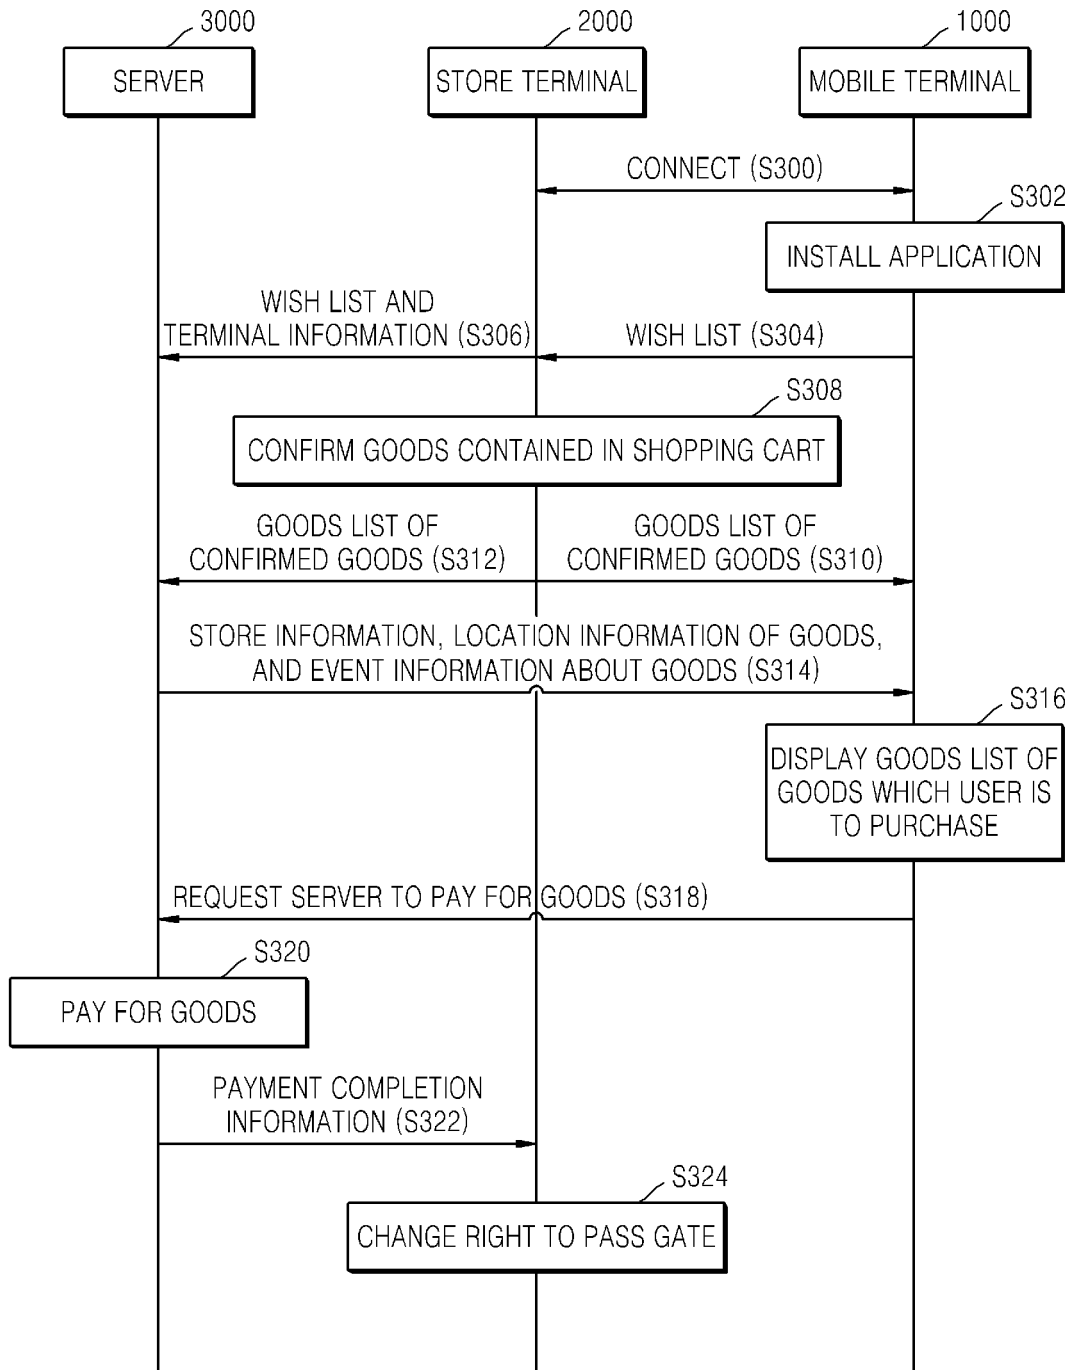 3000
2000
1000
SERVER
STORE TERMINAL
MOBILE TERMINAL
CONNECT (S300)
S302
INSTALL APPLICATION
WISH LIST AND
TERMINAL INFORMATION (S306)
WISH LIST (S304)
S308
CONFIRM GOODS CONTAINED IN SHOPPING CART
GOODS LIST OF
CONFIRMED GOODS (S312)
GOODS LIST OF
CONFIRMED GOODS (S310)
STORE INFORMATION, LOCATION INFORMATION OF GOODS,
AND EVENT INFORMATION ABOUT GOODS (S314)
S316
DISPLAY GOODS LIST OF
GOODS WHICH USER IS
TO PURCHASE
REQUEST SERVER TO PAY FOR GOODS (S318)
S320
PAY FOR GOODS
PAYMENT COMPLETION
INFORMATION (S322)
S324
CHANGE RIGHT TO PASS GATE